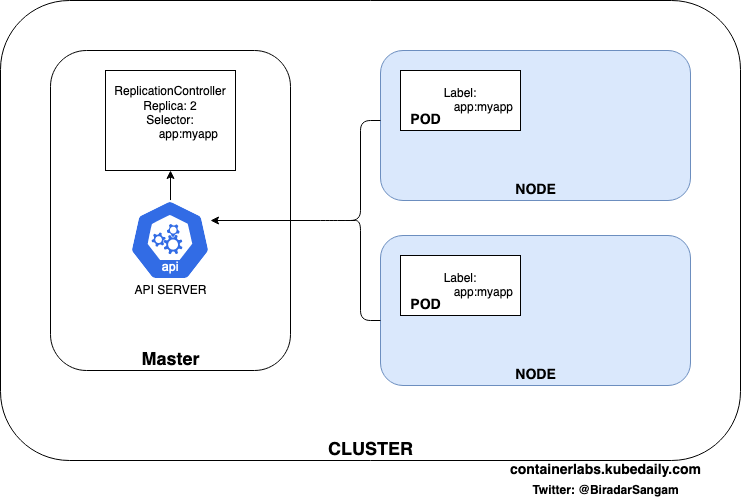 ReplicationController
Replica: 2
Selector:
app:myapp
api
API SERVER
Master
Label:
app:myapp
POD
NODE
Label:
app:myapp
POD
NODE
CLUSTER
containerlabs.kubedaily.com
Twitter: @BiradarSangam